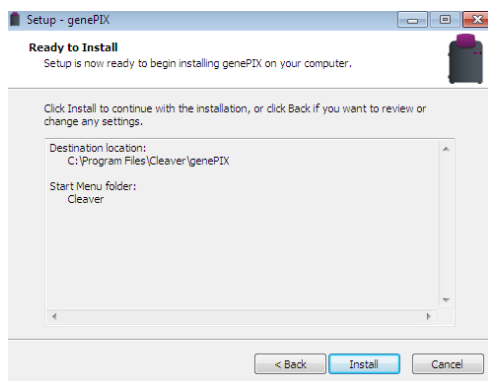 Setup - genePIX
Ready to Install
Setup is now ready to begin installing genePIX on your computer.
Click Install to continue with the installation, or click Back if you want to review or
change any settings.
Destination location:
C:\Program Files\Cleaver\genePIX
Start Menu folder:
Cleaver
< Back
Install
Cancel